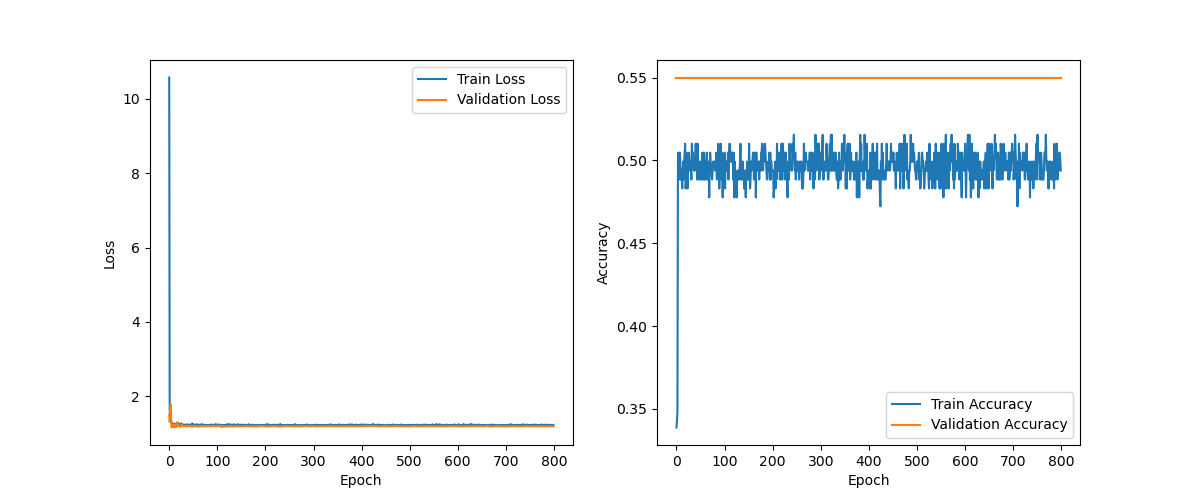 Train Loss
Validation Loss
10
8
6
4
2
Loss
0 100 200 300 400 500 600 700 800
Epoch
0.55
0.50
0.45
0.40
0.35
Accuracy
Train Accuracy
Validation Accuracy
0 100 200 300 400 500 600 700 800
Epoch